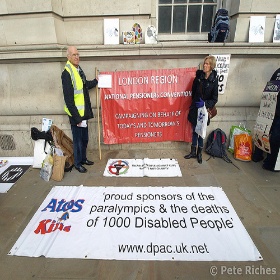 LONDON REGION
NATIONAL PENSIONERS CONVENTION
CAMPAIGNING ON BEHALF OF
TODAY'S AND TOMORROW'S
PENSIONERS
Atos
Kills
'proud sponsors of the
paralympics & the deaths
of 1000 Disabled People'
www.dpac.uk.net
© Pete Riches